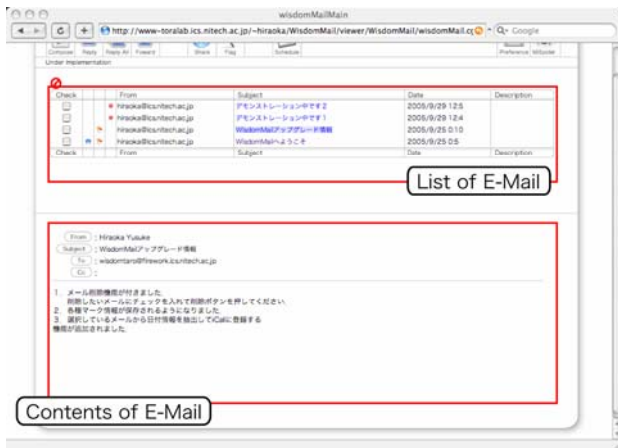 wisdomMailMain
http://www-toralab.ics.nitech.ac.jp/~hiraoka/WisdomMail/viewer/WisdomMail/wisdomMail.cg
Google
Compose Reply Reply All Foward Share Flag Schedule Preference
Under Implementation
Check From Subject Date Description
hiraoka@ics.nitech.ac.jp デモンストレーション中です2 2005/9/29 12:5
hiraoka@ics.nitech.ac.jp デモンストレーション中です1 2005/9/29 12:4
hiraoka@ics.nitech.ac.jp WisdomMailアップグレード情報 2005/9/25 0:10
hiraoka@ics.nitech.ac.jp WisdomMailへようこそ 2005/9/25 0:5
Check From Subject Date Description
List of E-Mail
From : Hiraoka Yusuke
Subject : WisdomMailアップグレード情報
To : wisdomtaro@firework.ics.nitech.ac.jp
Cc :
1. メール削除機能が付きました.
削除したいメールにチェックを入れて削除ボタンを押してください.
2. 各種マーク情報が保存されるようになりました.
3. 選択しているメールから日付情報を抽出してiCalに登録する
機能が追加されました.
Contents of E-Mail